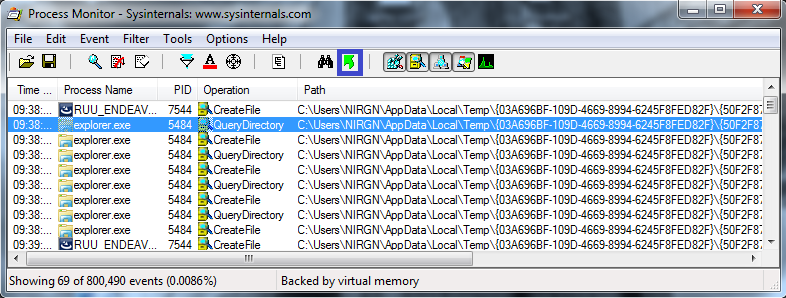 Process Monitor - Sysinternals: www.sysinternals.com
File Edit Event Filter Tools Options Help
Time ... Process Name PID Operation Path
09:38:... RUU_ENDEAV... 7544 CreateFile C:\Users\NIRGN\AppData\Local\Temp\{03A696BF-109D-4669-8994-6245F8FED82F}\{50F2F87
09:38:... explorer.exe 5484 QueryDirectory C:\Users\NIRGN\AppData\Local\Temp\{03A696BF-109D-4669-8994-6245F8FED82F}\{50F2F87
09:38:... explorer.exe 5484 CreateFile C:\Users\NIRGN\AppData\Local\Temp\{03A696BF-109D-4669-8994-6245F8FED82F}\{50F2F87
09:38:... explorer.exe 5484 QueryDirectory C:\Users\NIRGN\AppData\Local\Temp\{03A696BF-109D-4669-8994-6245F8FED82F}\{50F2F87
09:38:... explorer.exe 5484 CreateFile C:\Users\NIRGN\AppData\Local\Temp\{03A696BF-109D-4669-8994-6245F8FED82F}\{50F2F87
09:38:... explorer.exe 5484 CreateFile C:\Users\NIRGN\AppData\Local\Temp\{03A696BF-109D-4669-8994-6245F8FED82F}\{50F2F87
09:38:... explorer.exe 5484 CreateFile C:\Users\NIRGN\AppData\Local\Temp\{03A696BF-109D-4669-8994-6245F8FED82F}\{50F2F87
09:38:... explorer.exe 5484 QueryDirectory C:\Users\NIRGN\AppData\Local\Temp\{03A696BF-109D-4669-8994-6245F8FED82F}\{50F2F87
09:38:... explorer.exe 5484 CreateFile C:\Users\NIRGN\AppData\Local\Temp\{03A696BF-109D-4669-8994-6245F8FED82F}\{50F2F87
09:39:... RUU_ENDEAV... 7544 CreateFile C:\Users\NIRGN\AppData\Local\Temp\{03A696BF-109D-4669-8994-6245F8FED82F}\{50F2F87
Showing 69 of 800,490 events (0.0086%) Backed by virtual memory